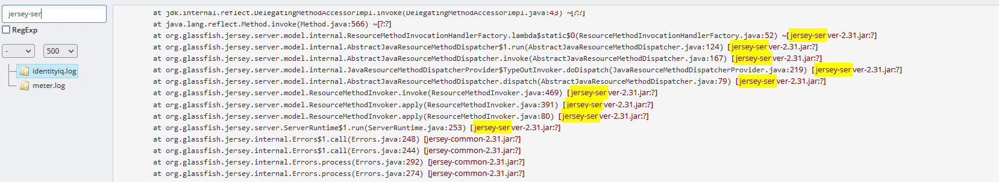 jersey-ser
RegExp
-
500
identityiq.log
meter.log
at jdk.internal.reflect.DelegatingMethodAccessorImpl.invoke(DelegatingMethodAccessorImpl.java:43) ~[?:?]
at java.lang.reflect.Method.invoke(Method.java:566) ~[?:?]
at org.glassfish.jersey.server.model.internal.ResourceMethodInvocationHandlerFactory.lambda$static$0(ResourceMethodInvocationHandlerFactory.java:52) ~[jersey-server-2.31.jar:?]
at org.glassfish.jersey.server.model.internal.AbstractJavaResourceMethodDispatcher$1.run(AbstractJavaResourceMethodDispatcher.java:124) [jersey-server-2.31.jar:?]
at org.glassfish.jersey.server.model.internal.AbstractJavaResourceMethodDispatcher.invoke(AbstractJavaResourceMethodDispatcher.java:167) [jersey-server-2.31.jar:?]
at org.glassfish.jersey.server.model.internal.JavaResourceMethodDispatcherProvider$TypeOutInvoker.doDispatch(JavaResourceMethodDispatcherProvider.java:219) [jersey-server-2.31.jar:?]
at org.glassfish.jersey.server.model.internal.AbstractJavaResourceMethodDispatcher.dispatch(AbstractJavaResourceMethodDispatcher.java:79) [jersey-server-2.31.jar:?]
at org.glassfish.jersey.server.model.ResourceMethodInvoker.invoke(ResourceMethodInvoker.java:469) [jersey-server-2.31.jar:?]
at org.glassfish.jersey.server.model.ResourceMethodInvoker.apply(ResourceMethodInvoker.java:391) [jersey-server-2.31.jar:?]
at org.glassfish.jersey.server.model.ResourceMethodInvoker.apply(ResourceMethodInvoker.java:80) [jersey-server-2.31.jar:?]
at org.glassfish.jersey.server.ServerRuntime$1.run(ServerRuntime.java:253) [jersey-server-2.31.jar:?]
at org.glassfish.jersey.internal.Errors$1.call(Errors.java:248) [jersey-common-2.31.jar:?]
at org.glassfish.jersey.internal.Errors$1.call(Errors.java:244) [jersey-common-2.31.jar:?]
at org.glassfish.jersey.internal.Errors.process(Errors.java:292) [jersey-common-2.31.jar:?]
at org.glassfish.jersey.internal.Errors.process(Errors.java:274) [jersey-common-2.31.jar:?]